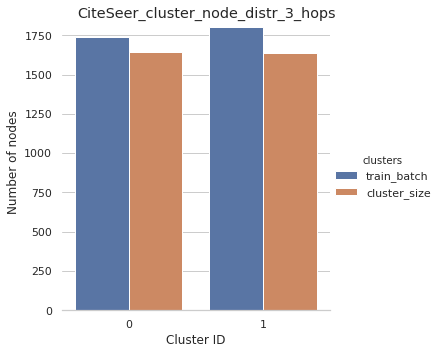 CiteSeer_cluster_node_distr_3_hops
1750
1500
1250
1000
750
500
250
0
Number of nodes
0 1
Cluster ID
clusters
train_batch
cluster_size